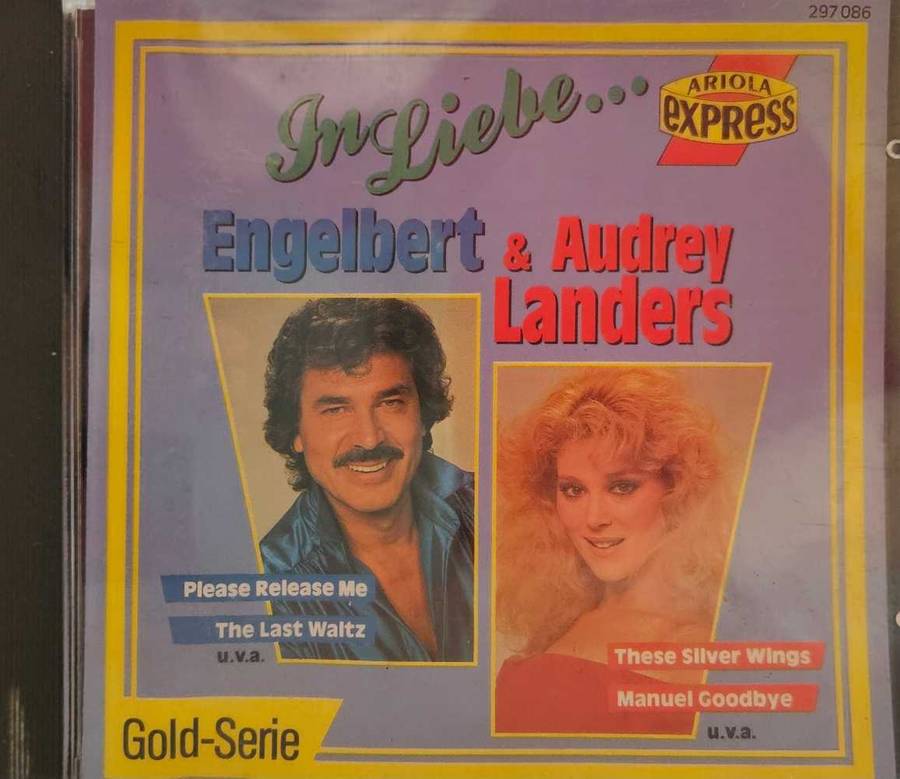 297 086
ARIOLA
eXPReSS
In Liebe...
Engelbert & Audrey
Landers
Please Release Me
The Last Waltz
u.v.a.
These Silver Wings
Manuel Goodbye
u.v.a.
Gold-Serie